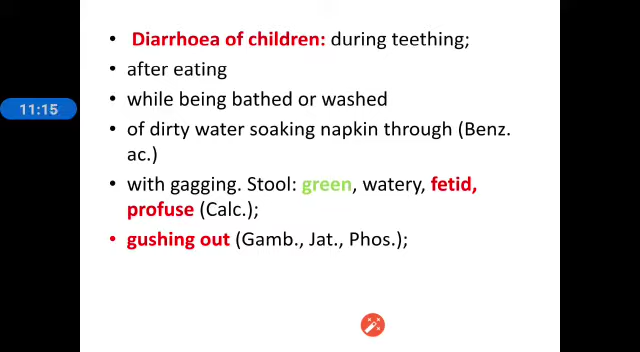 • Diarrhoea of children: during teething;
• after eating
11:15
• while being bathed or washed
• of dirty water soaking napkin through (Benz.
ac.)
• with gagging. Stool: green, watery, fetid,
profuse (Calc.);
• gushing out (Gamb., Jat., Phos.);